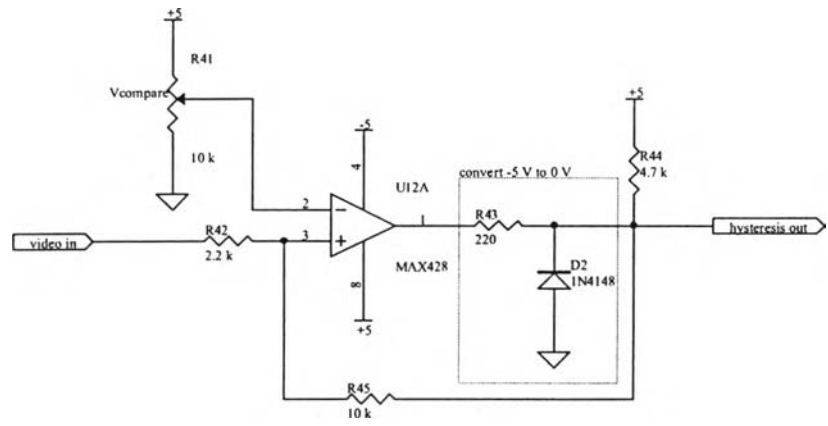 +5
R41
Vcompare
10 k
-5
4
U12A
2
1
3
MAX428
8
+5
video in
R42
2.2 k
convert -5 V to 0 V
R43
220
D2
1N4148
+5
R44
4.7 k
hysteresis out
R45
10 k